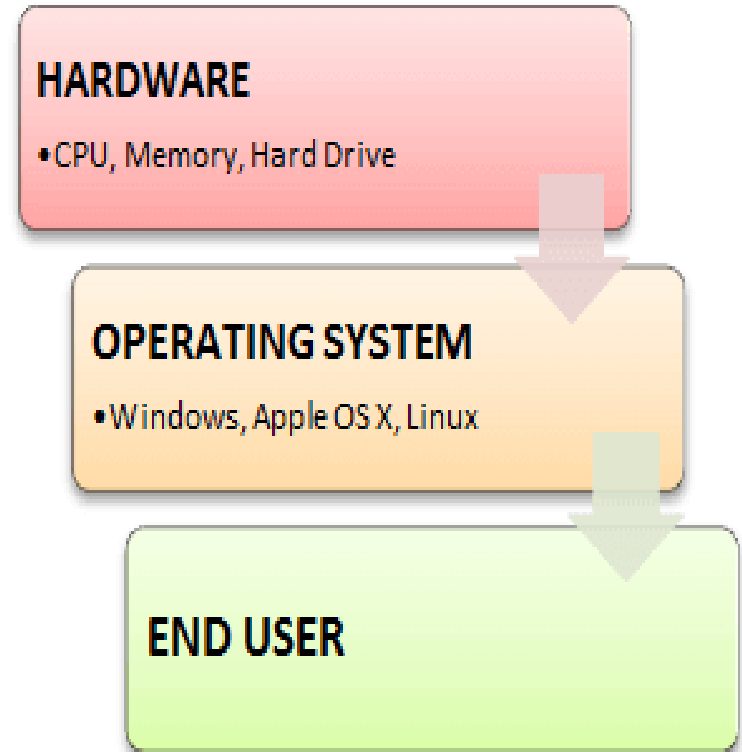 HARDWARE
•CPU, Memory, Hard Drive
OPERATING SYSTEM
•Windows, Apple OS X, Linux
END USER